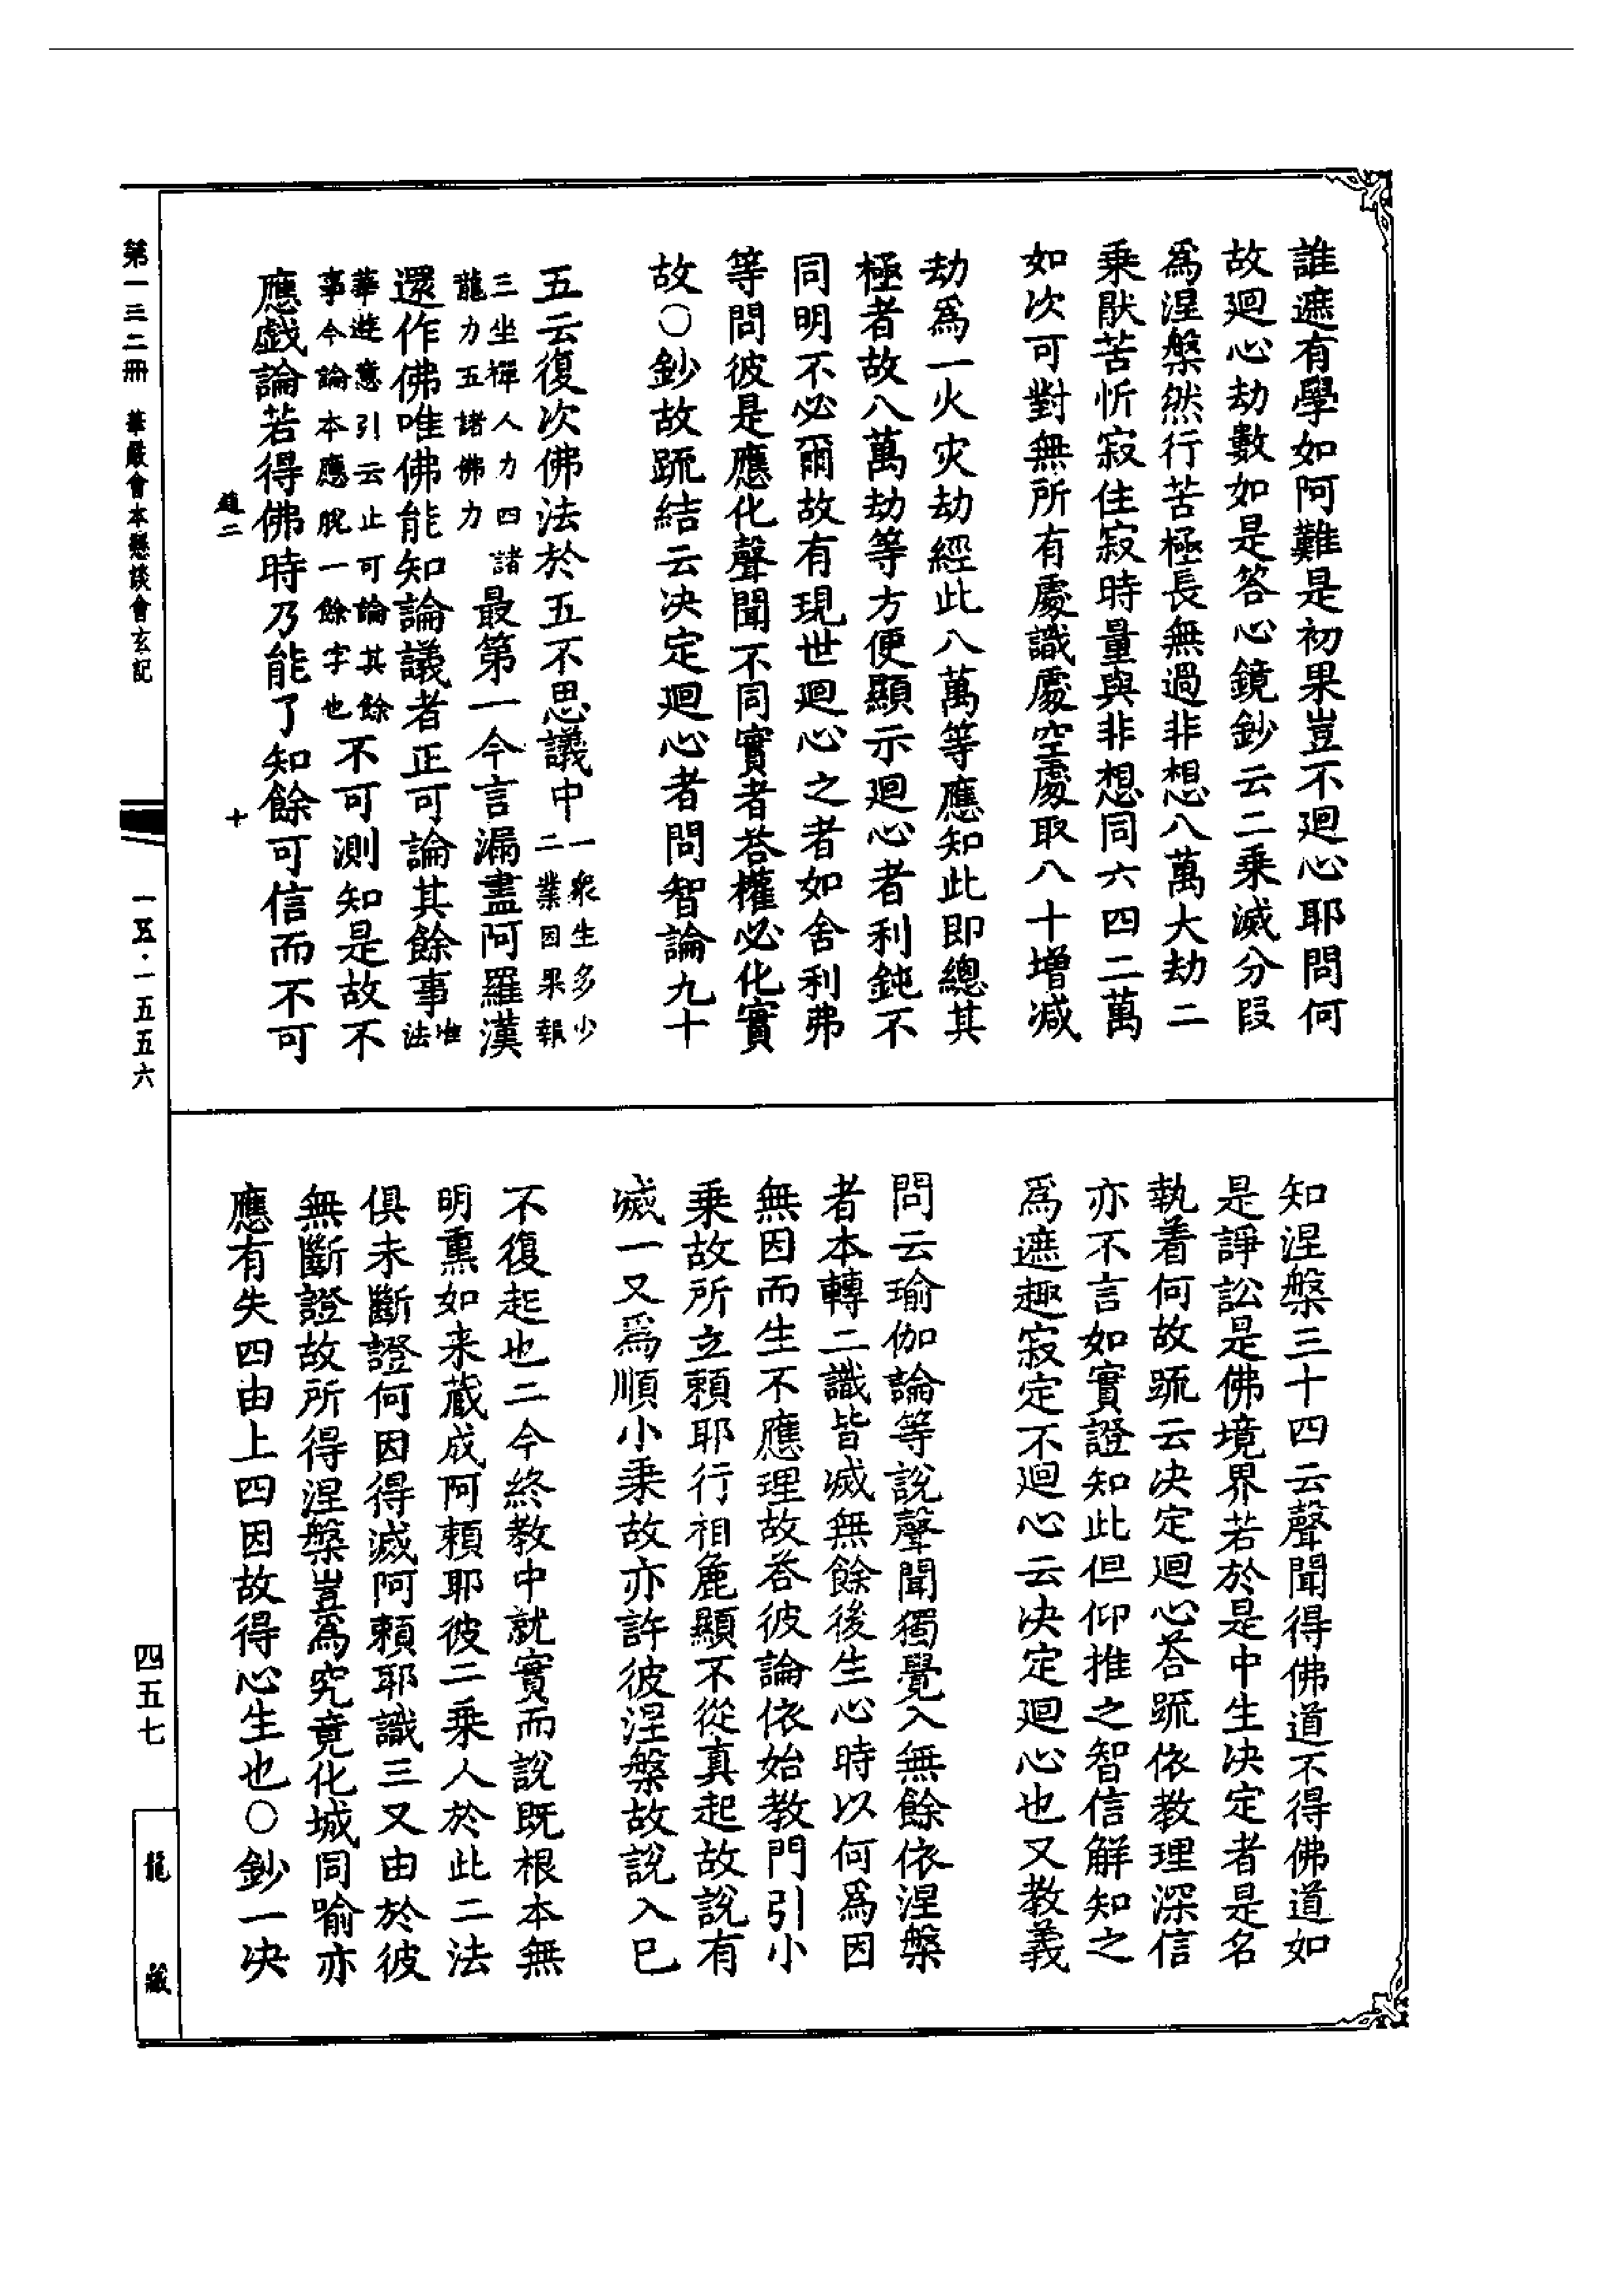 誰遮有學如阿難是初果豈不廻心耶問何
故廻心劫數如是答心鏡鈔云二乘滅分段
爲涅槃然行苦極長無過非想八萬大劫二
乘猒苦忻寂住寂時量與非想同六四二萬
如次可對無所有處識處空處取八十增減
劫爲一火灾劫經此八萬等應知此即總其
極者故八萬劫等方便顯示廻心者利鈍不
同明不必爾故有現世廻心之者如舍利弗
等問彼是應化聲聞不同實者荅權必化實
故○鈔故䟽結云决定廻心者問智論九十
五云復次佛法於五不思議中一衆生多少二業因果報
三坐禪人力四諸龍力五諸佛力諸最第一今言漏盡阿羅漢
還作佛唯佛能知論議者正可論其餘事准法
華遊意引云止可論其餘事今論本應脫一餘字也不可測知是故不
應戲論若得佛時乃能了知餘可信而不可
知涅槃三十四云聲聞得佛道不得佛道如
是諍訟是佛境界若於是中生决定者是名
執着何故䟽云决定廻心荅䟽依教理深信
亦不言如實證知此但仰推之智信解知之
爲遮趣寂定不廻心云决定廻心也又教義
問云瑜伽論等說聲聞獨覺入無餘依涅槃
者本轉二識皆滅無餘後生心時以何爲因
無因而生不應理故荅彼論依始教門引小
乘故所立賴耶行相麁顯不從真起故說有
滅一又爲順小乘故亦許彼涅槃故說入已
不復起也二今終教中就實而說既根本無
明熏如来藏成阿賴耶彼二乘人於此二法
俱未斷證何因得滅阿賴耶識三又由於彼
無斷證故所得涅槃豈爲究竟化城同喻亦
應有失四由上四因故得心生也○鈔一决
第一三二冊 華嚴會本懸談會玄記
趙二 十
一五·一五五六
四五七
龍藏